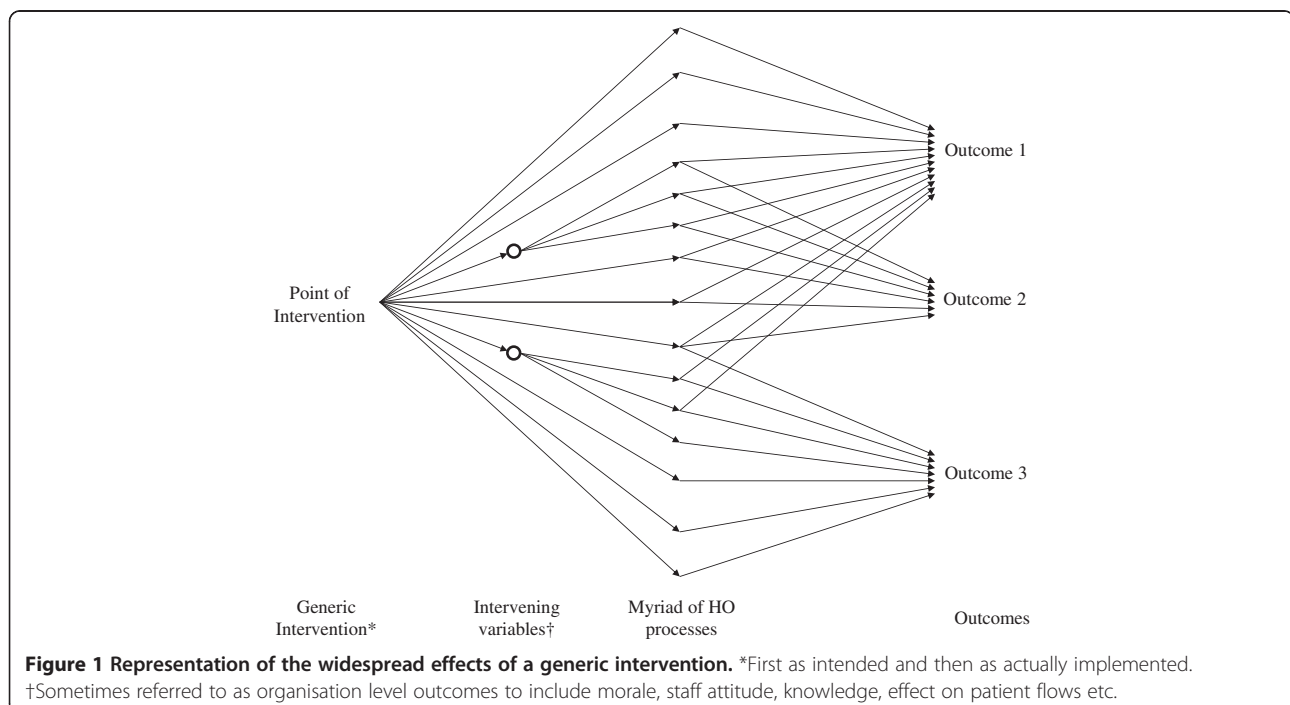 Outcome 1
Point of
Intervention
Outcome 2
Outcome 3
Generic
Intervention*
Intervening
variables†
Myriad of HO
processes
Outcomes
Figure 1 Representation of the widespread effects of a generic intervention. *First as intended and then as actually implemented.
†Sometimes referred to as organisation level outcomes to include morale, staff attitude, knowledge, effect on patient flows etc.